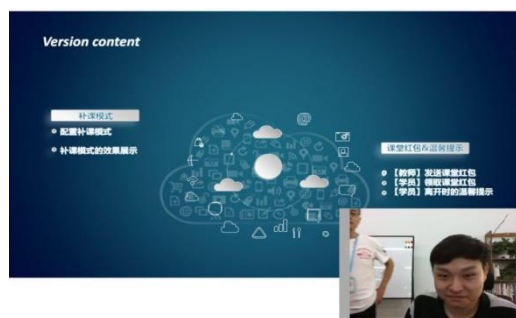 Version content
补课模式
配置补课模式
补课模式的效果展示
课堂红包&温馨提示
【教师】发送课堂红包
【学员】领取课堂红包
【学员】离开时的温馨提示